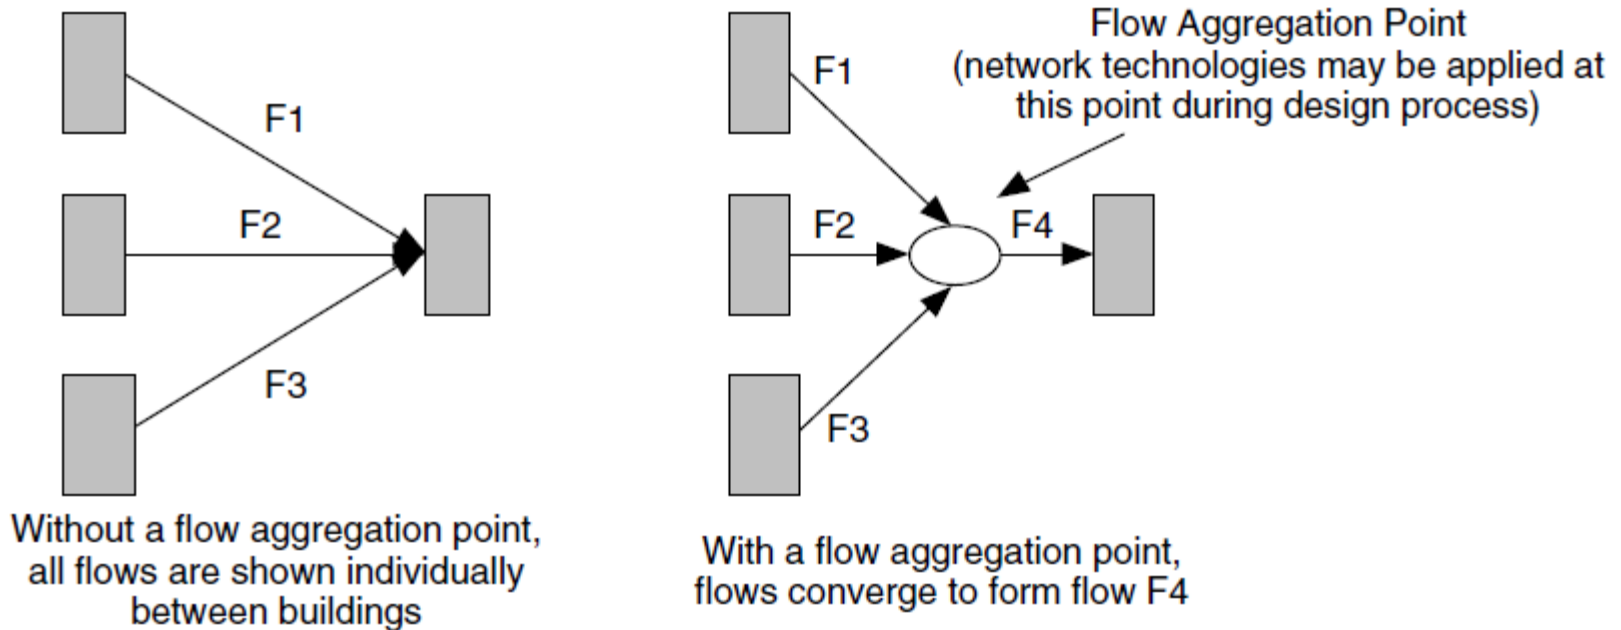 F1
F2
F3
Without a flow aggregation point,
all flows are shown individually
between buildings
Flow Aggregation Point
(network technologies may be applied at
this point during design process)
F1
F2
F4
F3
With a flow aggregation point,
flows converge to form flow F4